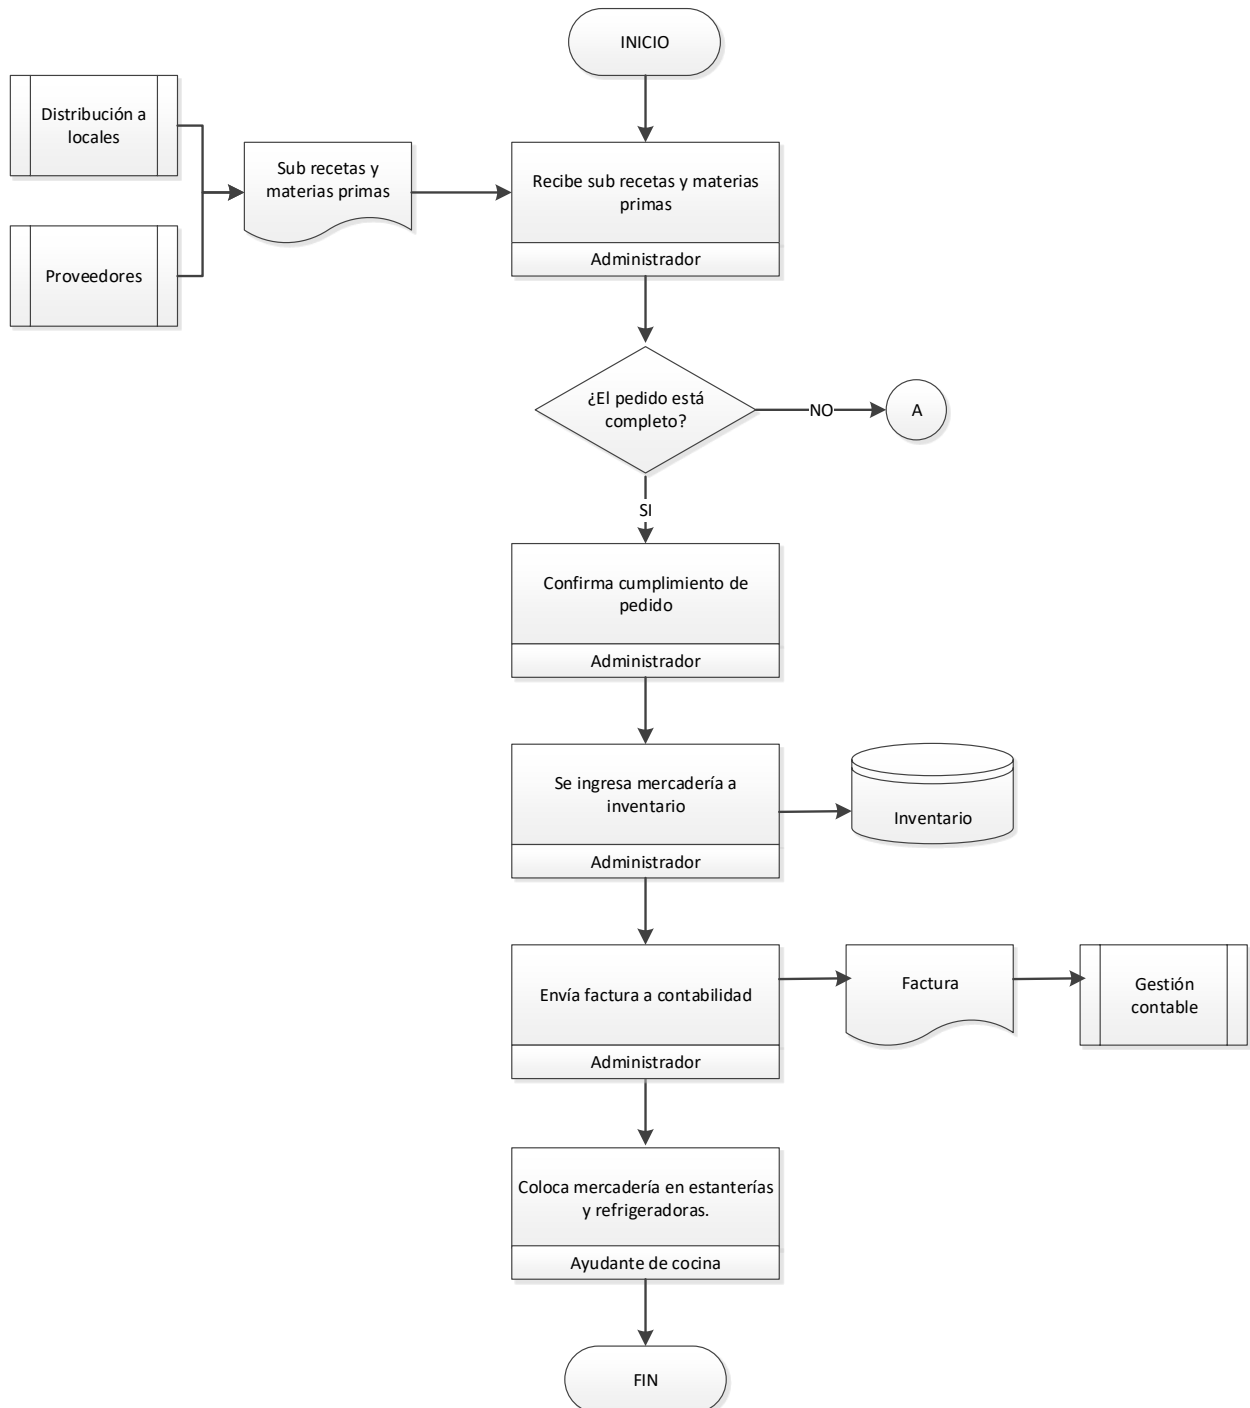 INICIO
Distribución a
locales
Proveedores
Sub recetas y
materias primas
Recibe sub recetas y materias
primas
Administrador
¿El pedido está
completo?
NO
A
SI
Confirma cumplimiento de
pedido
Administrador
Se ingresa mercadería a
inventario
Administrador
Inventario
Envía factura a contabilidad
Administrador
Factura
Gestión
contable
Coloca mercadería en estanterías
y refrigeradoras.
Ayudante de cocina
FIN